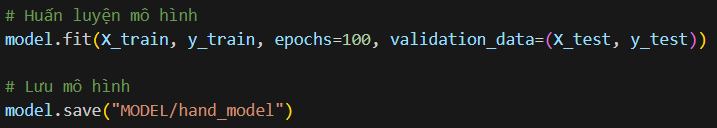 # Huấn luyện mô hình
model.fit(X_train, y_train, epochs=100, validation_data=(X_test, y_test))
# Lưu mô hình
model.save("MODEL/hand_model")